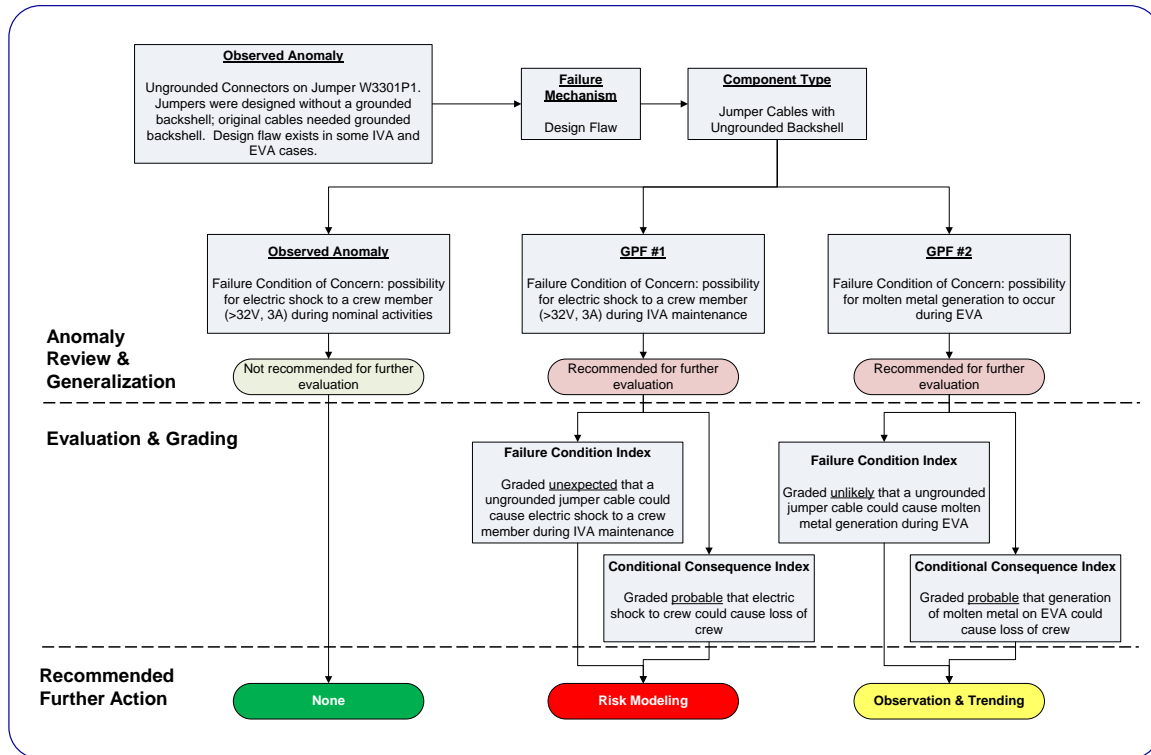 Observed Anomaly
Ungrounded Connectors on Jumper W3301P1.
Jumpers were designed without a grounded
backshell; original cables needed grounded
backshell.  Design flaw exists in some IVA and
EVA cases.
Failure
Mechanism
Design Flaw
Component Type
Jumper Cables with
Ungrounded Backshell
Observed Anomaly
Failure Condition of Concern: possibility
for electric shock to a crew member
(>32V, 3A) during nominal activities
GPF #1
Failure Condition of Concern: possibility
for electric shock to a crew member
(>32V, 3A) during IVA maintenance
GPF #2
Failure Condition of Concern: possibility
for molten metal generation to occur
during EVA
Anomaly
Review &
Generalization
Not recommended for further
evaluation
Recommended for further
evaluation
Recommended for further
evaluation
Evaluation & Grading
Failure Condition Index
Graded unexpected that a
ungrounded jumper cable could
cause electric shock to a crew
member during IVA maintenance
Failure Condition Index
Graded unlikely that a ungrounded
jumper cable could cause molten
metal generation during EVA
Conditional Consequence Index
Graded probable that electric
shock to crew could cause loss of
crew
Conditional Consequence Index
Graded probable that generation
of molten metal on EVA could
cause loss of crew
Recommended
Further Action
None
Risk Modeling
Observation & Trending